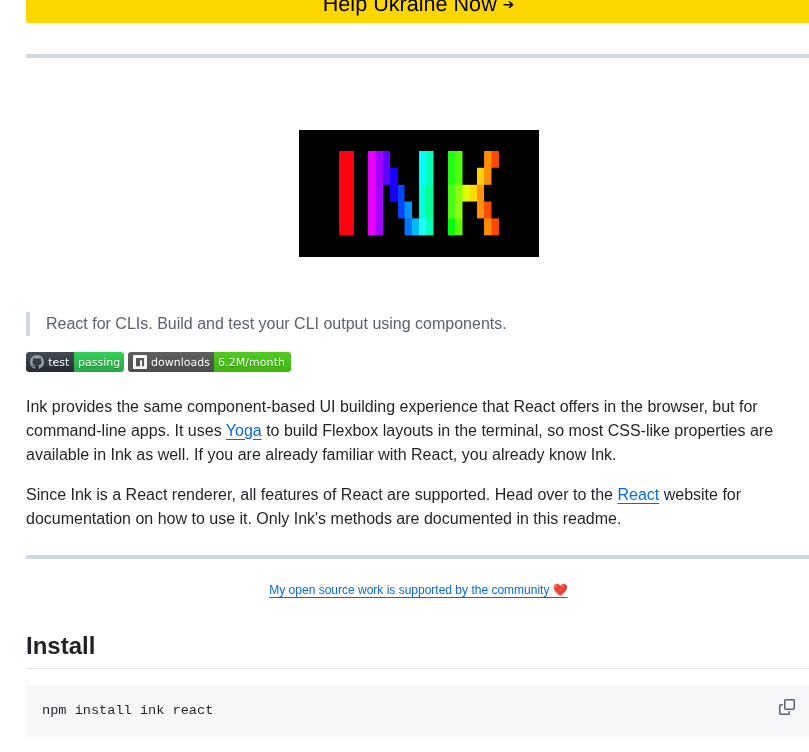 Help Ukraine Now →
INK
React for CLIs. Build and test your CLI output using components.
test passing downloads 6.2M/month
Ink provides the same component-based UI building experience that React offers in the browser, but for
command-line apps. It uses Yoga to build Flexbox layouts in the terminal, so most CSS-like properties are
available in Ink as well. If you are already familiar with React, you already know Ink.
Since Ink is a React renderer, all features of React are supported. Head over to the React website for
documentation on how to use it. Only Ink's methods are documented in this readme.
My open source work is supported by the community ❤️
Install
npm install ink react